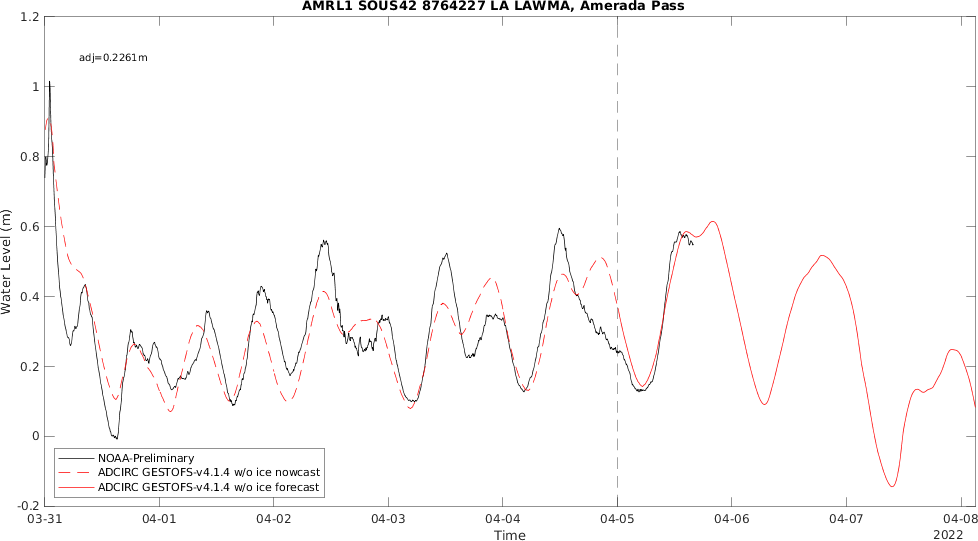 AMRL1 SOUS42 8764227 LA LAWMA, Amerada Pass
1.2
adj=0.2261m
1
0.8
0.6
Water Level (m)
0.4
0.2
0
NOAA-Preliminary
ADCIRC GESTOFS-v4.1.4 w/o ice nowcast
ADCIRC GESTOFS-v4.1.4 w/o ice forecast
-0.2
03-31 04-01 04-02 04-03 04-04 04-05 04-06 04-07 04-08
Time 2022